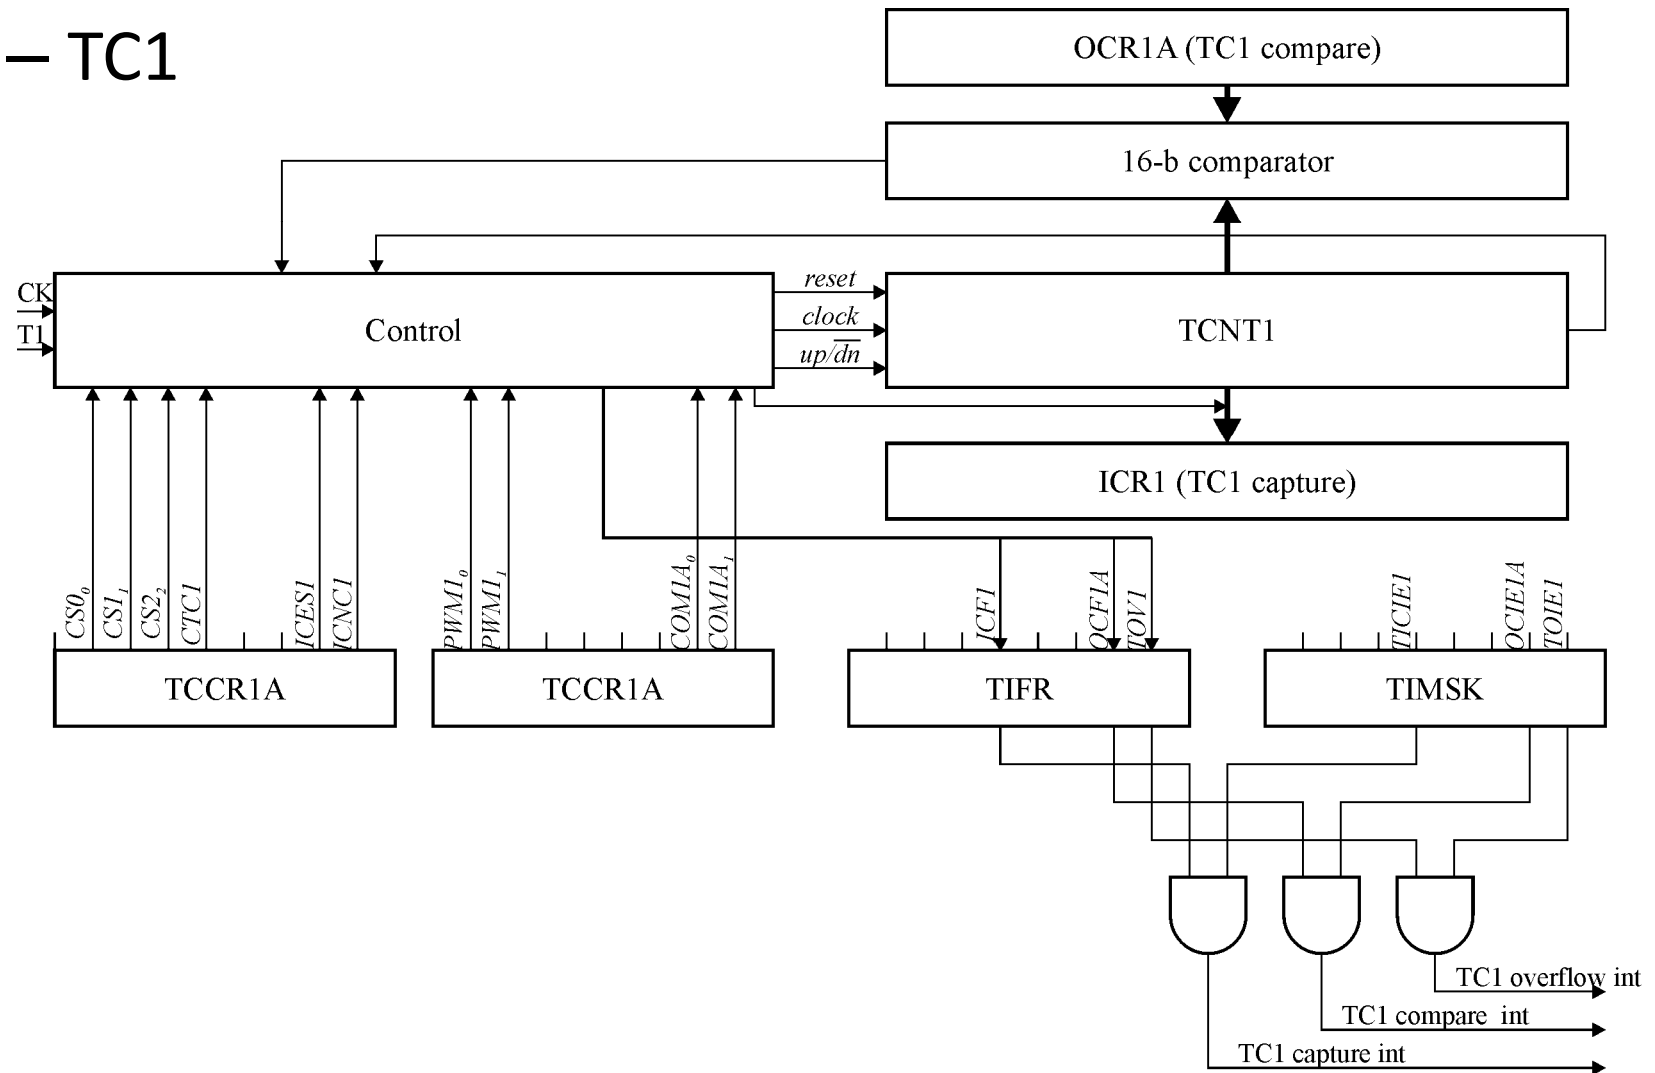 – TC1
OCR1A (TC1 compare)
16-b comparator
CK
T1
Control
reset
clock
up/dn
TCNT1
ICR1 (TC1 capture)
CS0₀
CS1₁
CS2₂
CTC1
ICES1
ICNC1
PWM1₀
PWM1₁
COM1A₀
COM1A₁
ICF1
OCF1A
TOV1
TICIE1
OCIE1A
TOIE1
TCCR1A
TCCR1A
TIFR
TIMSK
TC1 overflow int
TC1 compare int
TC1 capture int